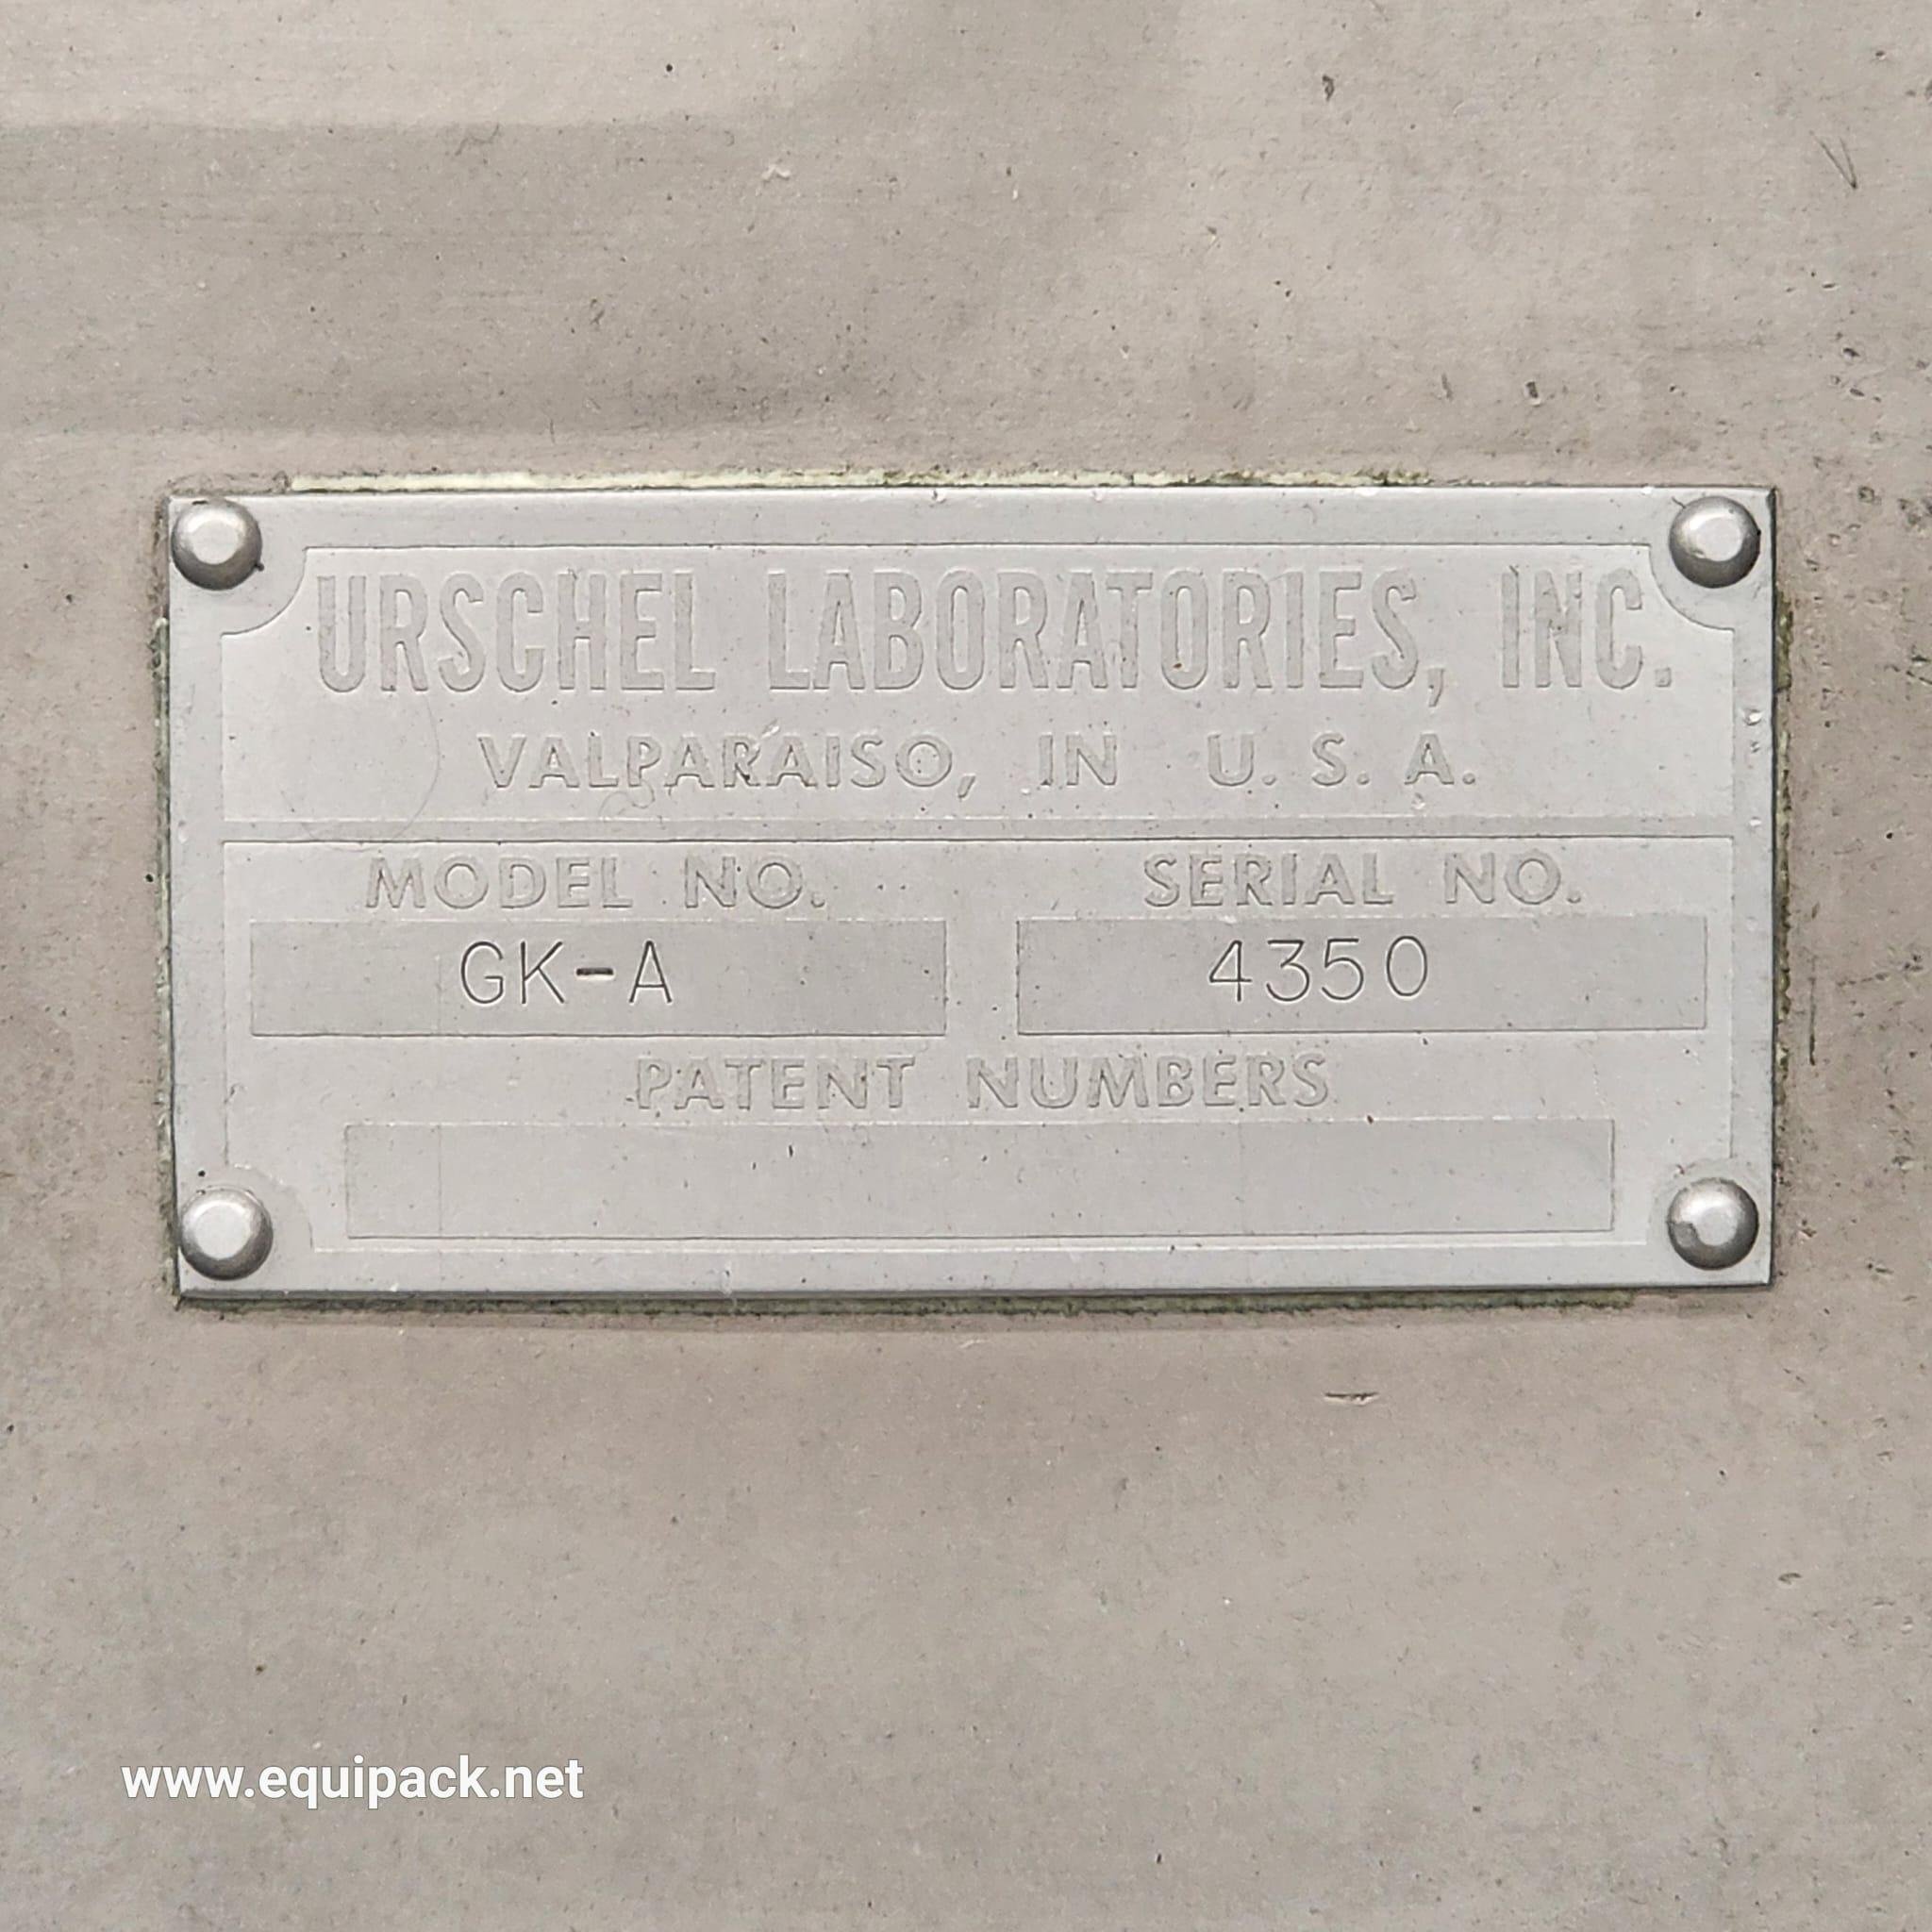 URSCHEL LABORATORIES, INC.
VALPARAISO, IN U. S. A.
MODEL NO. SERIAL NO.
GK-A 4350
PATENT NUMBERS
www.equipack.net